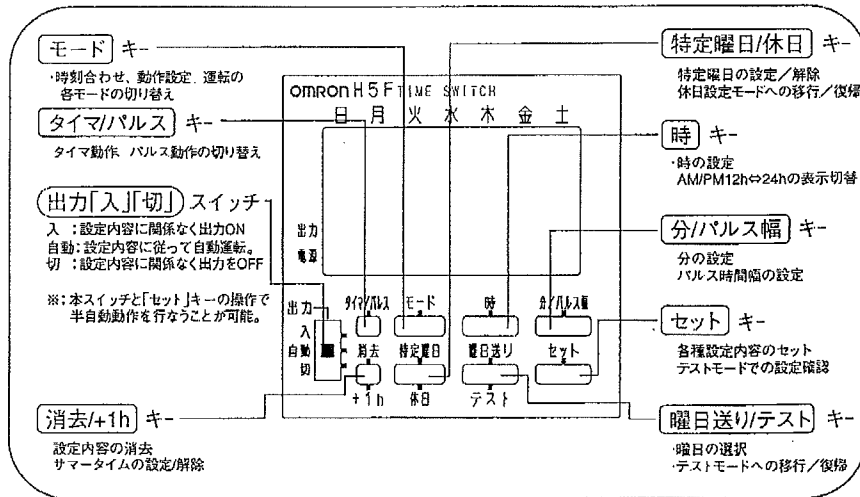 モード キー
・時刻合わせ、動作設定、運転の
各モードの切り替え
タイマ/パルス キー
タイマ動作、パルス動作の切り替え
出力「入」「切」スイッチ
入 :設定内容に関係なく出力ON
自動:設定内容に従って自動運転。
切 :設定内容に関係なく出力をOFF
※:本スイッチと「セット」キーの操作で
半自動動作を行なうことが可能。
消去/+1h キー
設定内容の消去
サマータイムの設定/解除
OMRON H5F TIME SWITCH
日 月 火 水 木 金 土
出力
電源
出力 タイマ/パルス モード 時 分/パルス幅
入
自動
切
消去 特定曜日 曜日送り セット
+1h 休日 テスト
特定曜日/休日 キー
特定曜日の設定/解除
休日設定モードへの移行/復帰
時 キー
・時の設定
AM/PM12h⇔24hの表示切替
分/パルス幅 キー
分の設定
パルス時間幅の設定
セット キー
各種設定内容のセット
テストモードでの設定確認
曜日送り/テスト キー
・曜日の選択
・テストモードへの移行/復帰